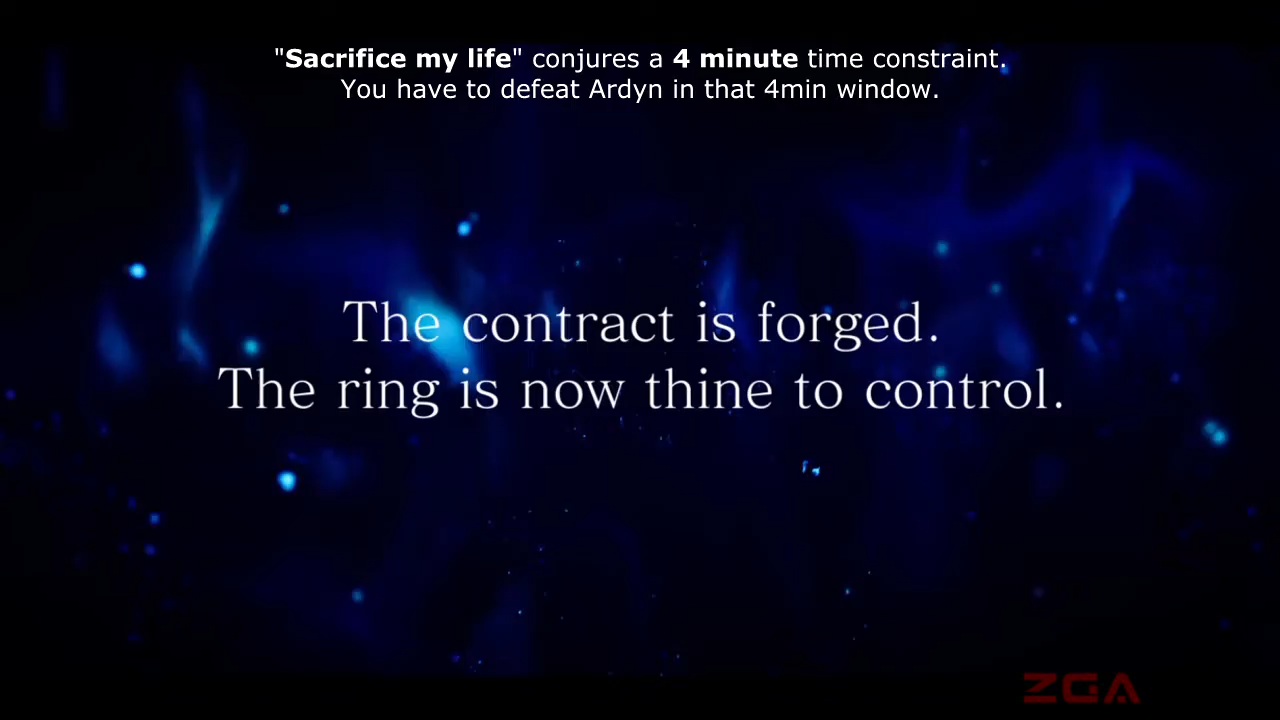 "Sacrifice my life" conjures a 4 minute time constraint.
You have to defeat Ardyn in that 4min window.
The contract is forged.
The ring is now thine to control.
ZGA